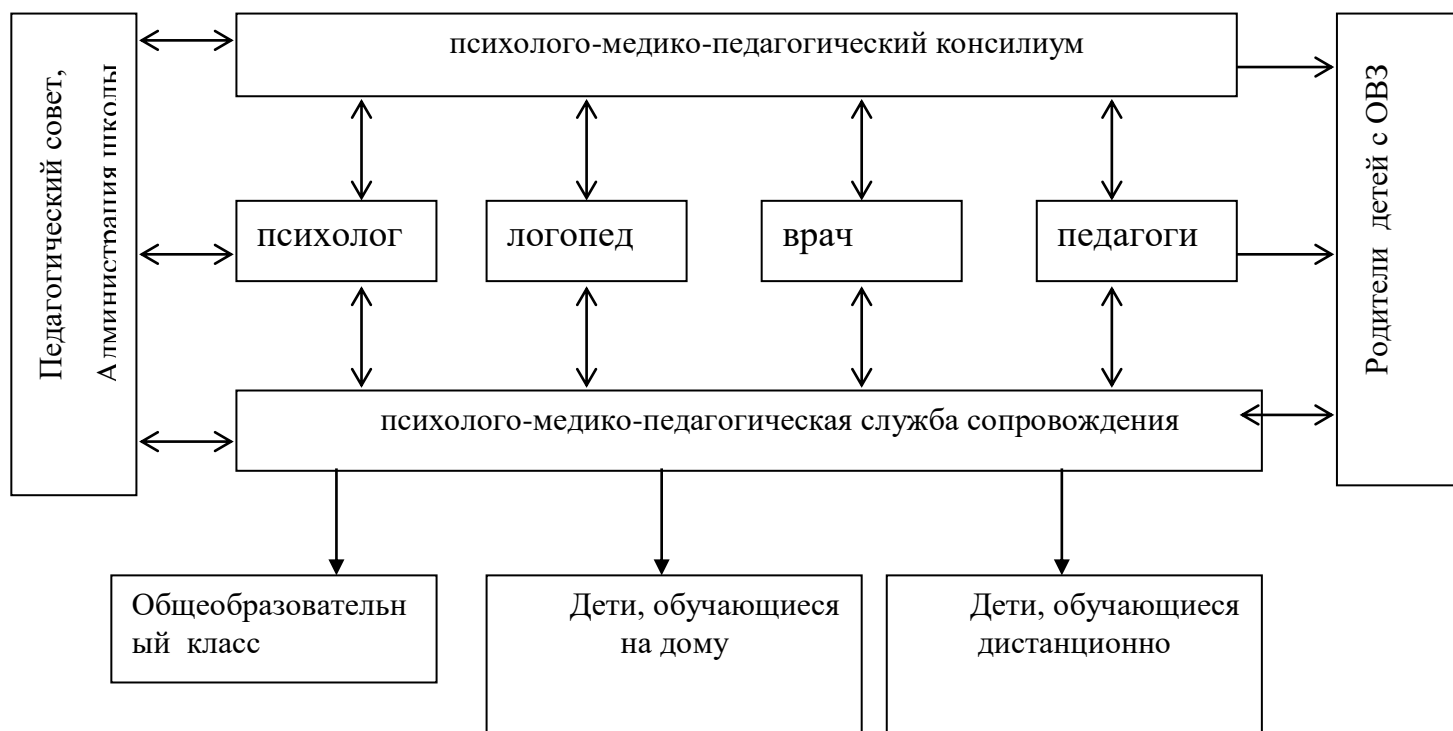 психолого-медико-педагогический консилиум
Педагогический совет,
Администрация школы
Родители детей с ОВЗ
психолог
логопед
врач
педагоги
психолого-медико-педагогическая служба сопровождения
Общеобразовательн
ый класс
Дети, обучающиеся
на дому
Дети, обучающиеся
дистанционно